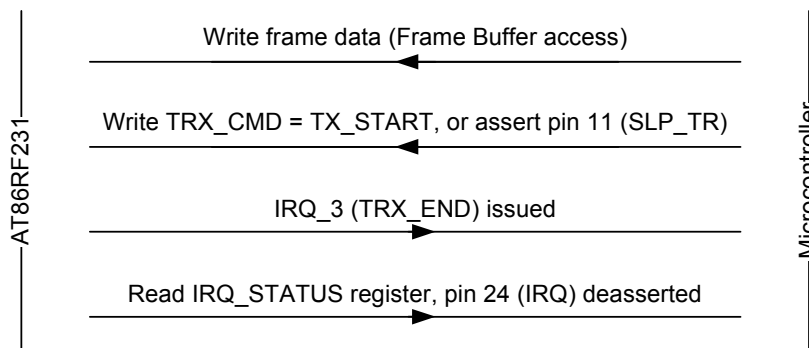 Write frame data (Frame Buffer access)
Write TRX_CMD = TX_START, or assert pin 11 (SLP_TR)
IRQ_3 (TRX_END) issued
Read IRQ_STATUS register, pin 24 (IRQ) deasserted
AT86RF231
Microcontroller